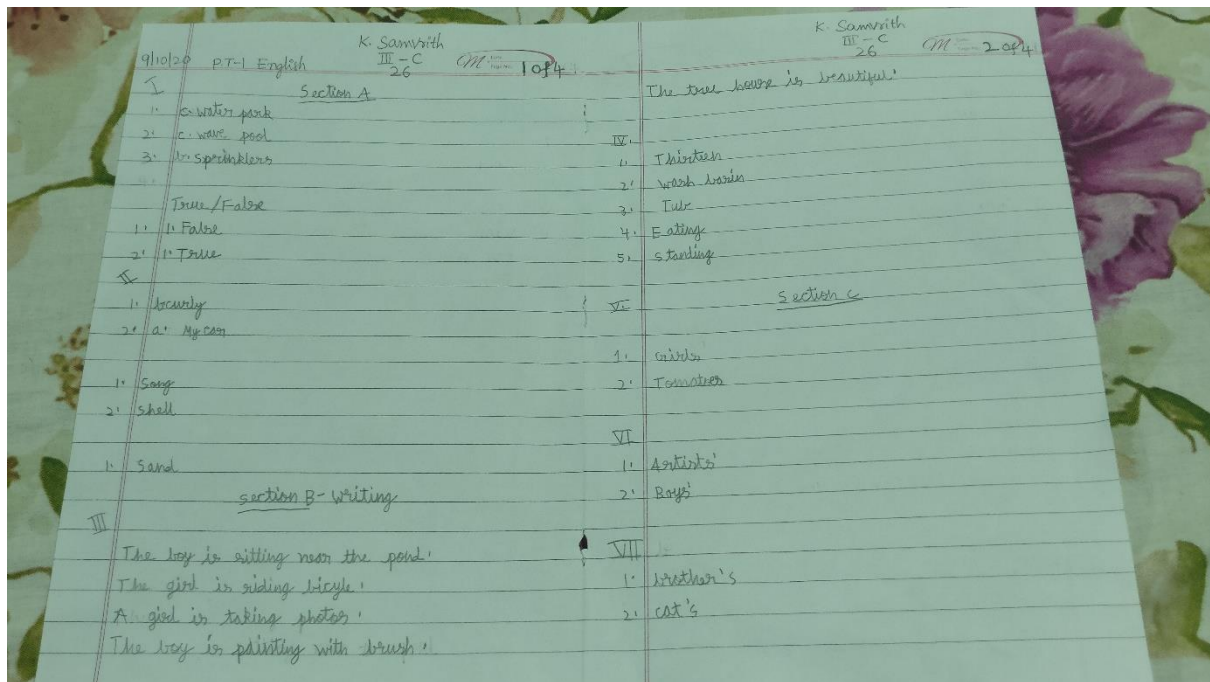 K. Samvrith
9/10/20 PT-1 English III - C 1 of 4
26
I Section A
1. c. water park
2. c. wave pool
3. b. sprinklers
True/False
1. 1. False
2. 1. True
II
1. b curly
2. a. My car
1. Song
2. Shell
1. Sand
Section B - Writing
III
The boy is sitting near the pond.
The girl is riding bicyle.
A girl is taking photos.
The boy is painting with brush.
K. Samvrith
III - C 2 of 4
26
The tree house is beautiful.
IV.
1. Thirteen
2. Wash basin
3. Tub
4. Eating
5. Standing
Section C
V.
1. Girls
2. Tomatoes
VI
1. Artists'
2. Boys'
VII
1. brother's
2. cat's